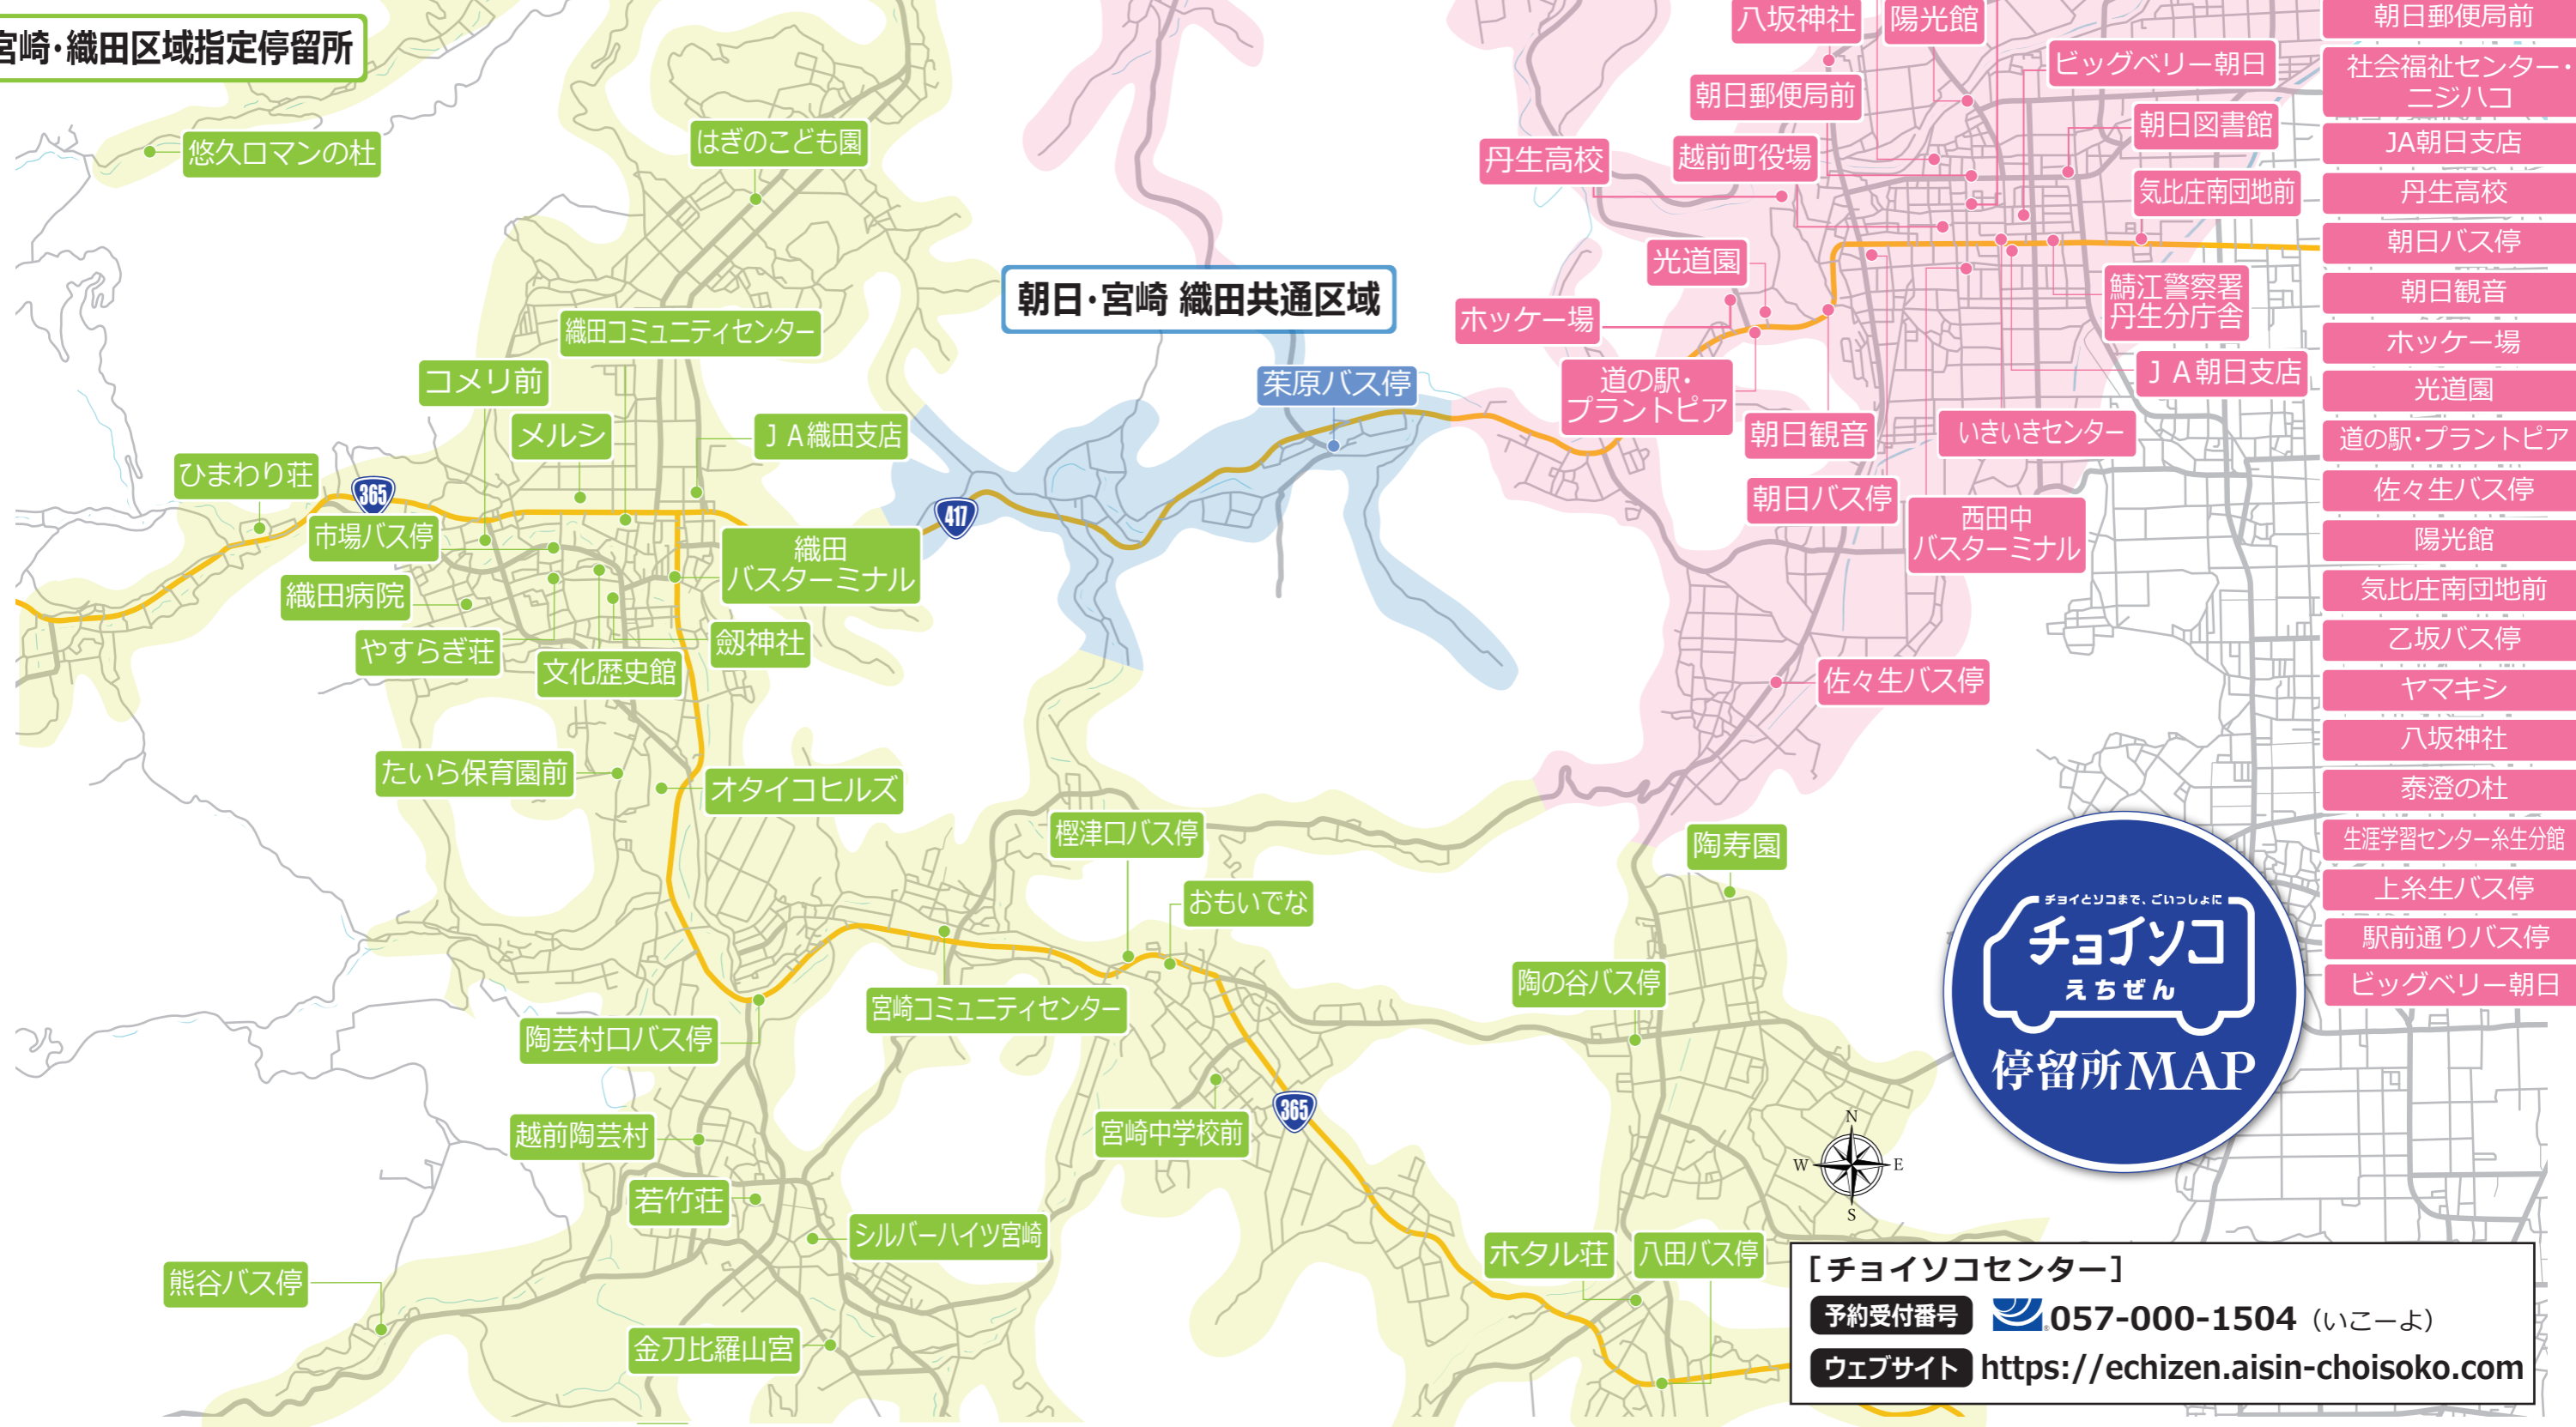 宮崎・織田区域指定停留所
悠久ロマンの杜
はぎのこども園
織田コミュニティセンター
コメリ前
メルシ
JA織田支店
ひまわり荘
365
市場バス停
織田
バスターミナル
織田病院
やすらぎ荘
文化歴史館
劔神社
たいら保育園前
オタイコヒルズ
朝日・宮崎 織田共通区域
茱原バス停
417
樫津口バス停
おもいでな
宮崎コミュニティセンター
陶芸村口バス停
越前陶芸村
若竹荘
シルバーハイツ宮崎
熊谷バス停
金刀比羅山宮
宮崎中学校前
365
陶寿園
陶の谷バス停
ホタル荘
八田バス停
八坂神社
陽光館
ビッグベリー朝日
朝日郵便局前
朝日図書館
丹生高校
越前町役場
気比庄南団地前
光道園
ホッケー場
鯖江警察署
丹生分庁舎
道の駅・
プラントピア
JA朝日支店
朝日観音
いきいきセンター
朝日バス停
西田中
バスターミナル
佐々生バス停
朝日郵便局前
社会福祉センター・
ニジハコ
JA朝日支店
丹生高校
朝日バス停
朝日観音
ホッケー場
光道園
道の駅・プラントピア
佐々生バス停
陽光館
気比庄南団地前
乙坂バス停
ヤマキシ
八坂神社
泰澄の杜
生涯学習センター糸生分館
上糸生バス停
駅前通りバス停
ビッグベリー朝日
チョイとソコまで、ごいっしょに
チョイソコ
えちぜん
停留所MAP
N
W
E
S
[チョイソコセンター]
予約受付番号 057-000-1504（いこーよ）
ウェブサイト https://echizen.aisin-choisoko.com